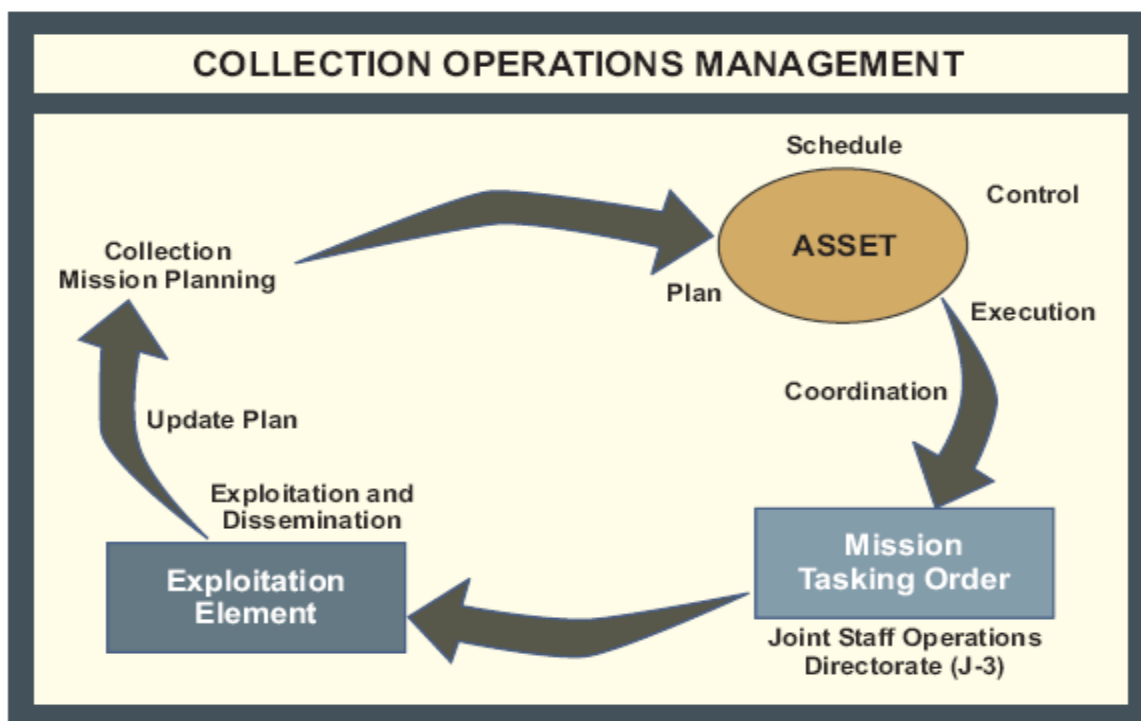 COLLECTION OPERATIONS MANAGEMENT
Schedule
Control
ASSET
Collection
Mission Planning
Plan
Execution
Coordination
Update Plan
Exploitation and
Dissemination
Mission
Tasking Order
Exploitation
Element
Joint Staff Operations
Directorate (J-3)